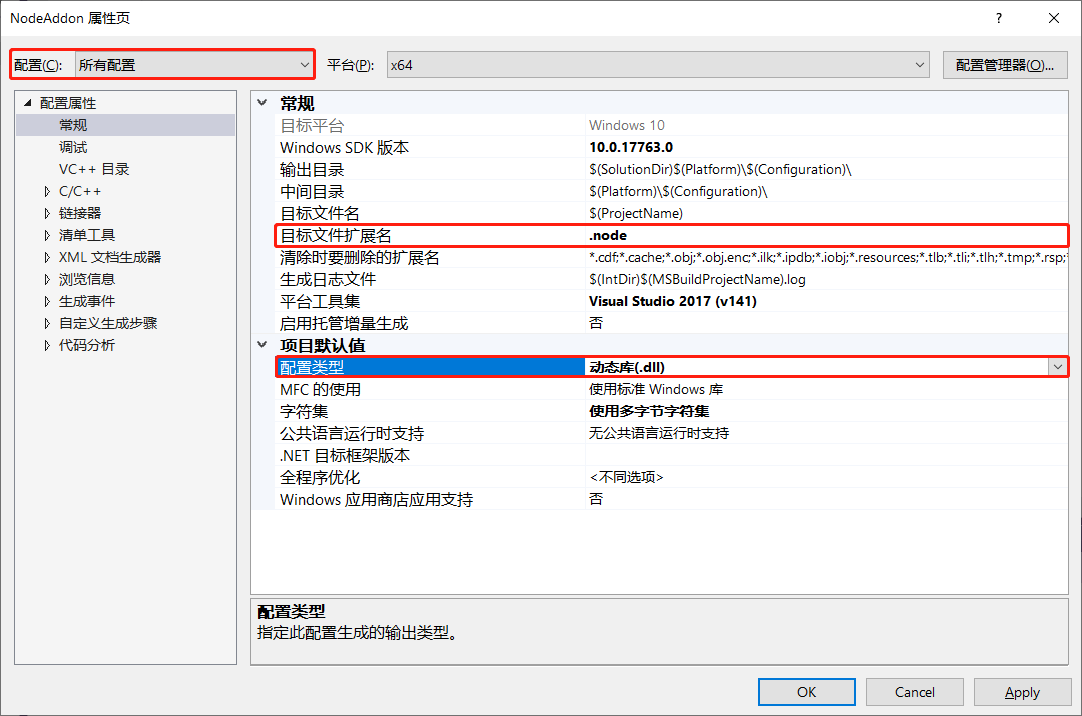 NodeAddon 属性页
?
配置(C): 所有配置 平台(P): x64 配置管理器(O)...
配置属性
常规
调试
VC++ 目录
C/C++
链接器
清单工具
XML 文档生成器
浏览信息
生成事件
自定义生成步骤
代码分析
常规
目标平台 Windows 10
Windows SDK 版本 10.0.17763.0
输出目录 $(SolutionDir)$(Platform)\$(Configuration)\
中间目录 $(Platform)\$(Configuration)\
目标文件名 $(ProjectName)
目标文件扩展名 .node
清除时要删除的扩展名 *.cdf;*.cache;*.obj;*.obj.enc;*.ilk;*.ipdb;*.iobj;*.resources;*.tlb;*.tli;*.tlh;*.tmp;*.rsp;
生成日志文件 $(IntDir)$(MSBuildProjectName).log
平台工具集 Visual Studio 2017 (v141)
启用托管增量生成 否
项目默认值
配置类型 动态库(.dll)
MFC 的使用 使用标准 Windows 库
字符集 使用多字节字符集
公共语言运行时支持 无公共语言运行时支持
.NET 目标框架版本
全程序优化 <不同选项>
Windows 应用商店应用支持 否
配置类型
指定此配置生成的输出类型。
OK Cancel Apply